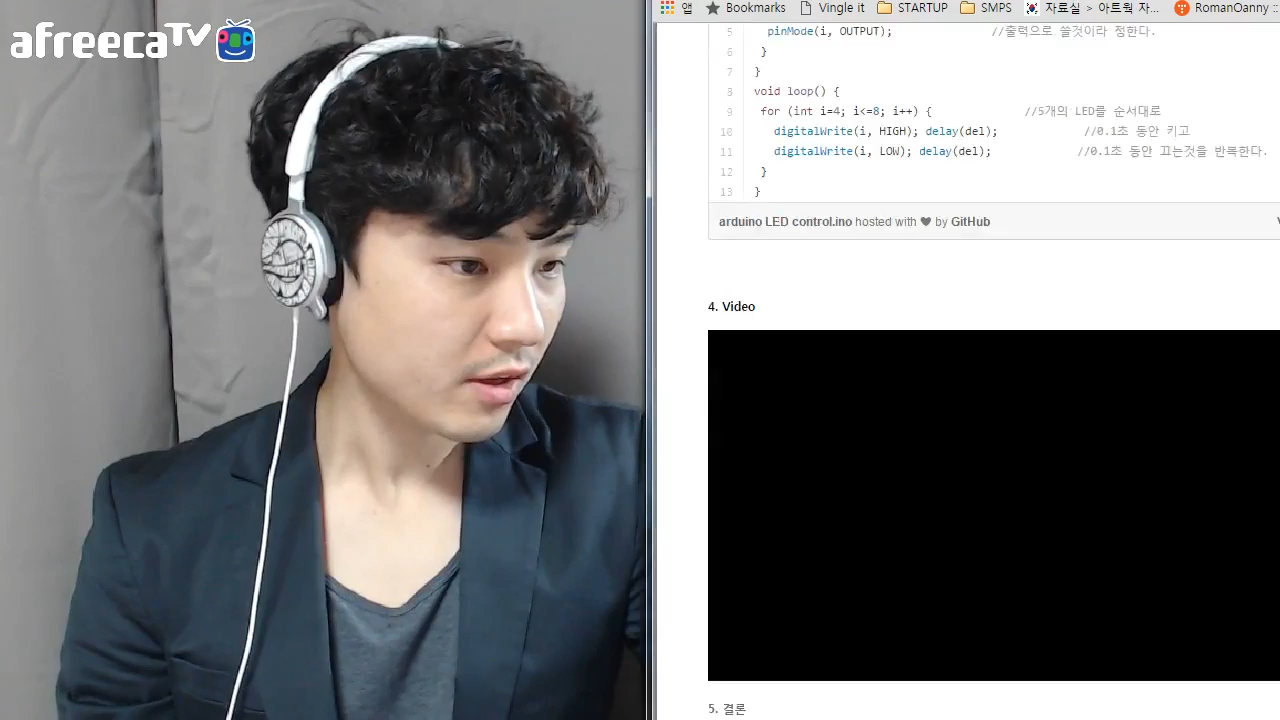 afreecaTV
앱 Bookmarks Vingle it STARTUP SMPS 자료실 > 아트웍 자... RomanOanny ::
5 pinMode(i, OUTPUT); //출력으로 쓸것이라 정한다.
6 }
7 }
8 void loop() {
9 for (int i=4; i<=8; i++) { //5개의 LED를 순서대로
10 digitalWrite(i, HIGH); delay(del); //0.1초 동안 키고
11 digitalWrite(i, LOW); delay(del); //0.1초 동안 끄는것을 반복한다.
12 }
13 }
arduino LED control.ino hosted with ❤ by GitHub
4. Video
5. 결론